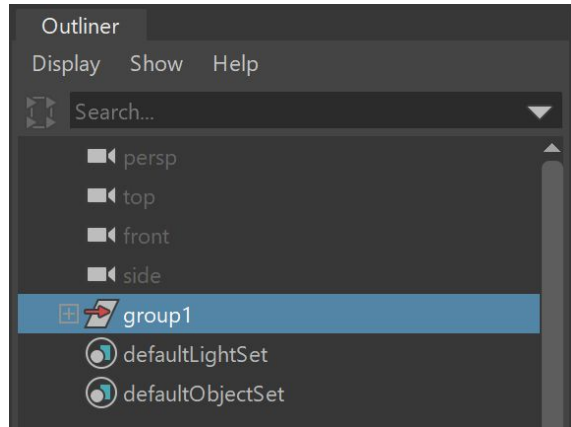 Outliner
Display Show Help
Search...
persp
top
front
side
group1
defaultLightSet
defaultObjectSet